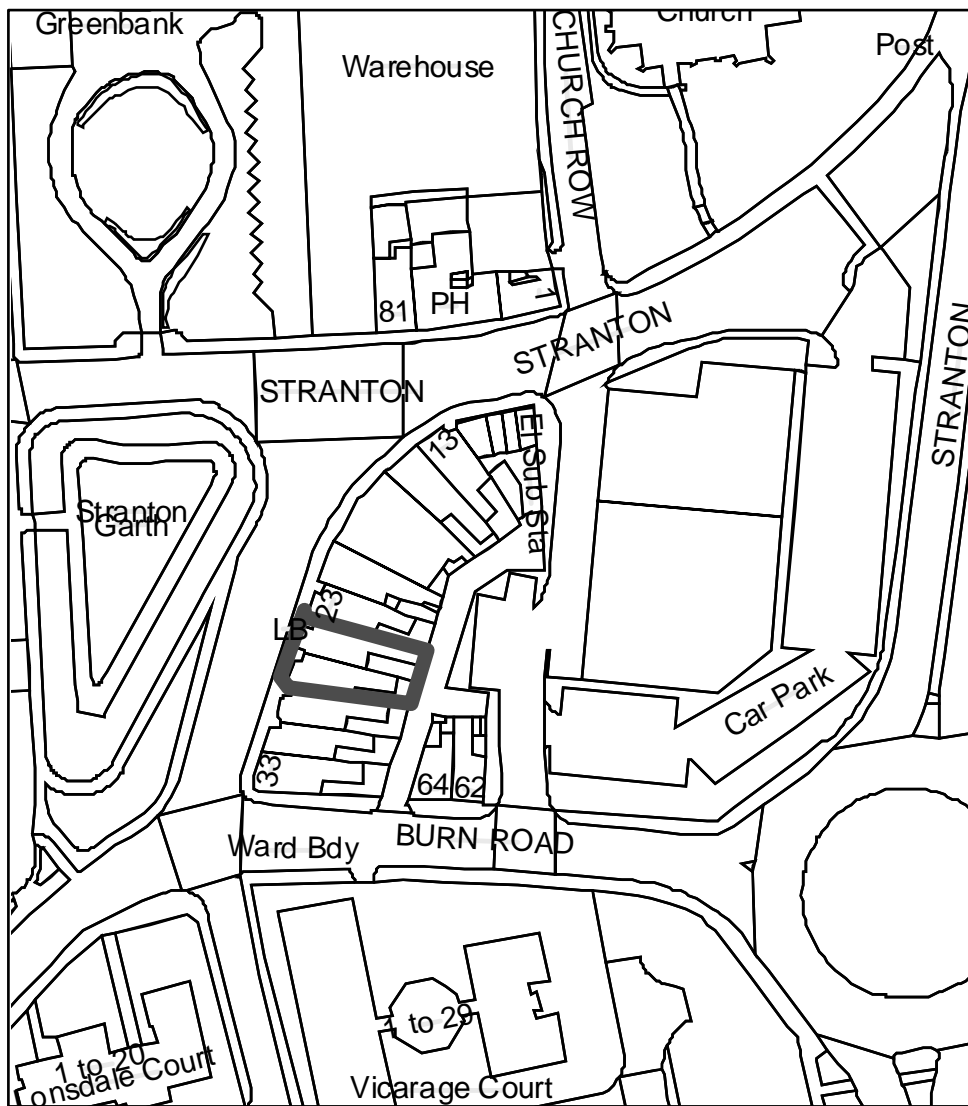 Greenbank
Church
Post
Warehouse
CHURCH ROW
81
PH
1
STRANTON
STRANTON
STRANTON
13
El Sub Sta
Stranton
Garth
23
LB
Car Park
33
64
62
Ward Bdy
BURN ROAD
1 to 29
1 to 20
onsdale Court
Vicarage Court